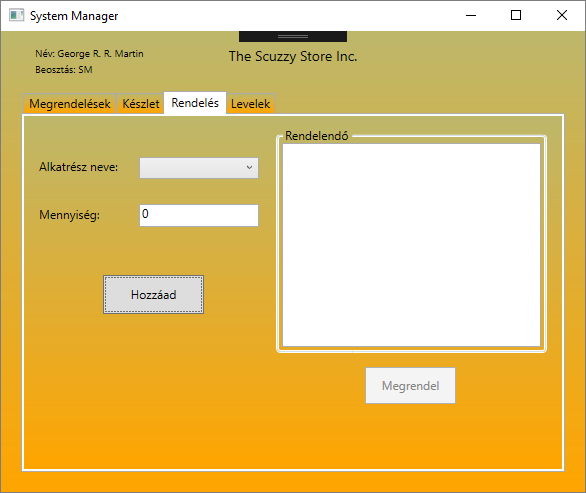 System Manager
Név: George R. R. Martin
The Scuzzy Store Inc.
Beosztás: SM
Megrendelések Készlet Rendelés Levelek
Rendelendő
Alkatrész neve:
Mennyiség: 0
Hozzáad
Megrendel